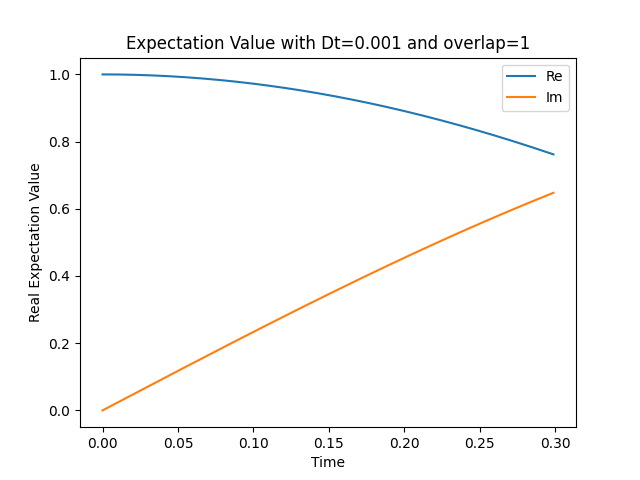 Expectation Value with Dt=0.001 and overlap=1
Re
Im
Real Expectation Value
1.0
0.8
0.6
0.4
0.2
0.0
0.00 0.05 0.10 0.15 0.20 0.25 0.30
Time